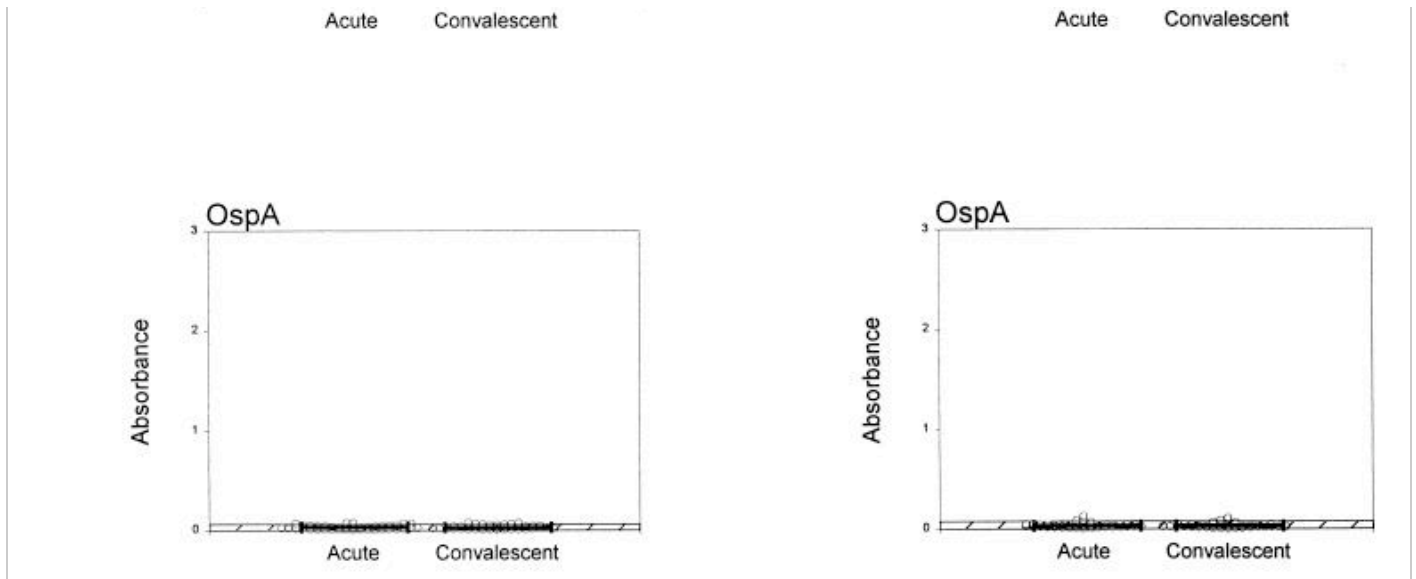 Acute Convalescent
Acute Convalescent
OspA
3
2
Absorbance
1
0
Acute Convalescent
OspA
3
2
Absorbance
1
0
Acute Convalescent